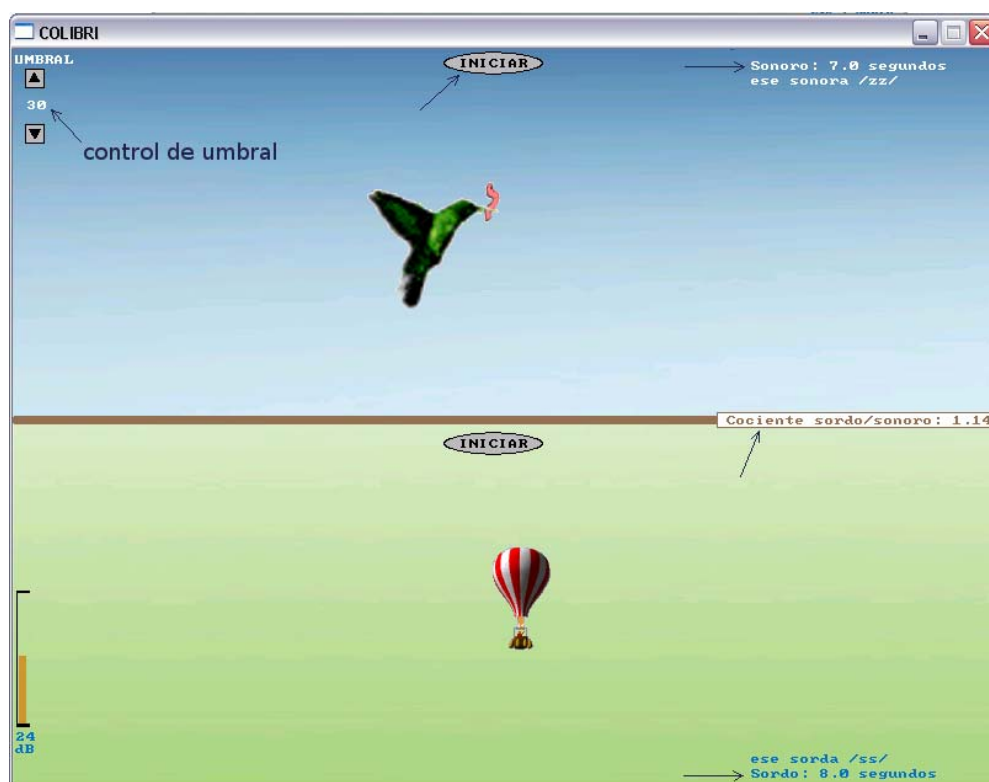 COLIBRI
UMBRAL
INICIAR
Sonoro: 7.0 segundos
ese sonora /zz/
30
control de umbral
Cociente sordo/sonoro: 1.14
INICIAR
24
dB
ese sorda /ss/
Sordo: 8.0 segundos